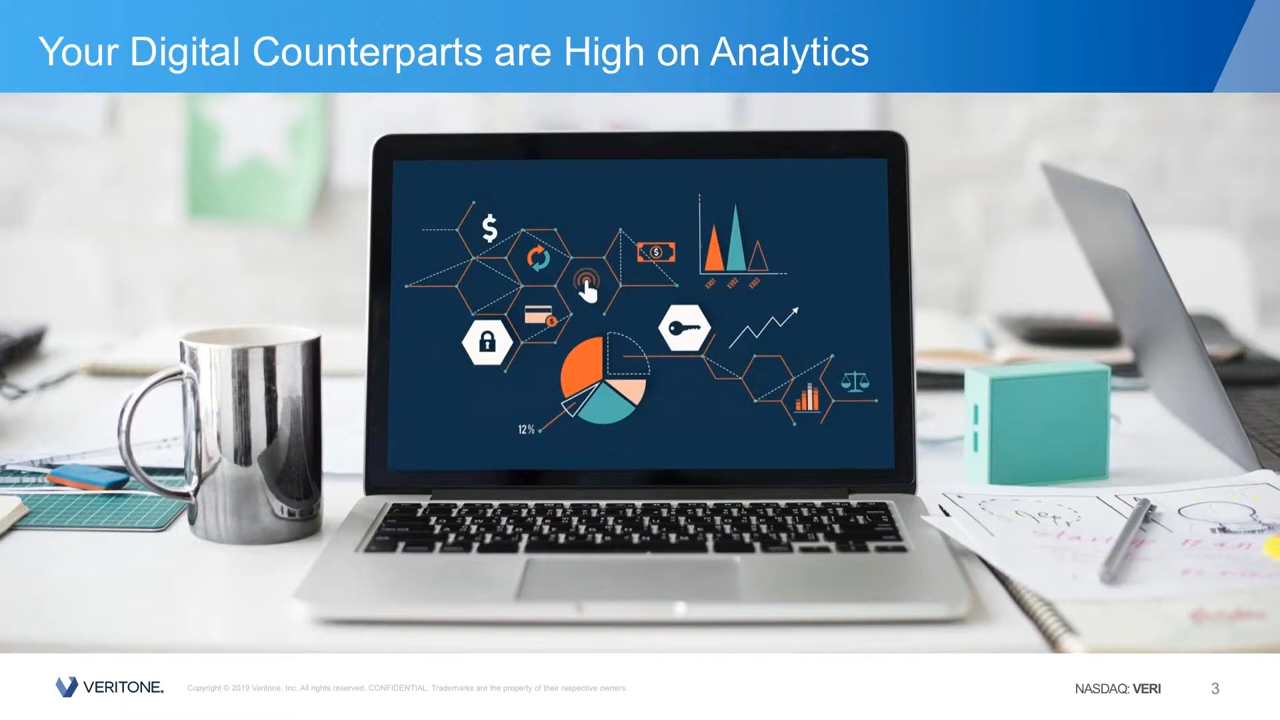 Your Digital Counterparts are High on Analytics
$
$
12%
VERITONE.
Copyright © 2019 Veritone, Inc. All rights reserved. CONFIDENTIAL. Trademarks are the property of their respective owners.
NASDAQ: VERI
3